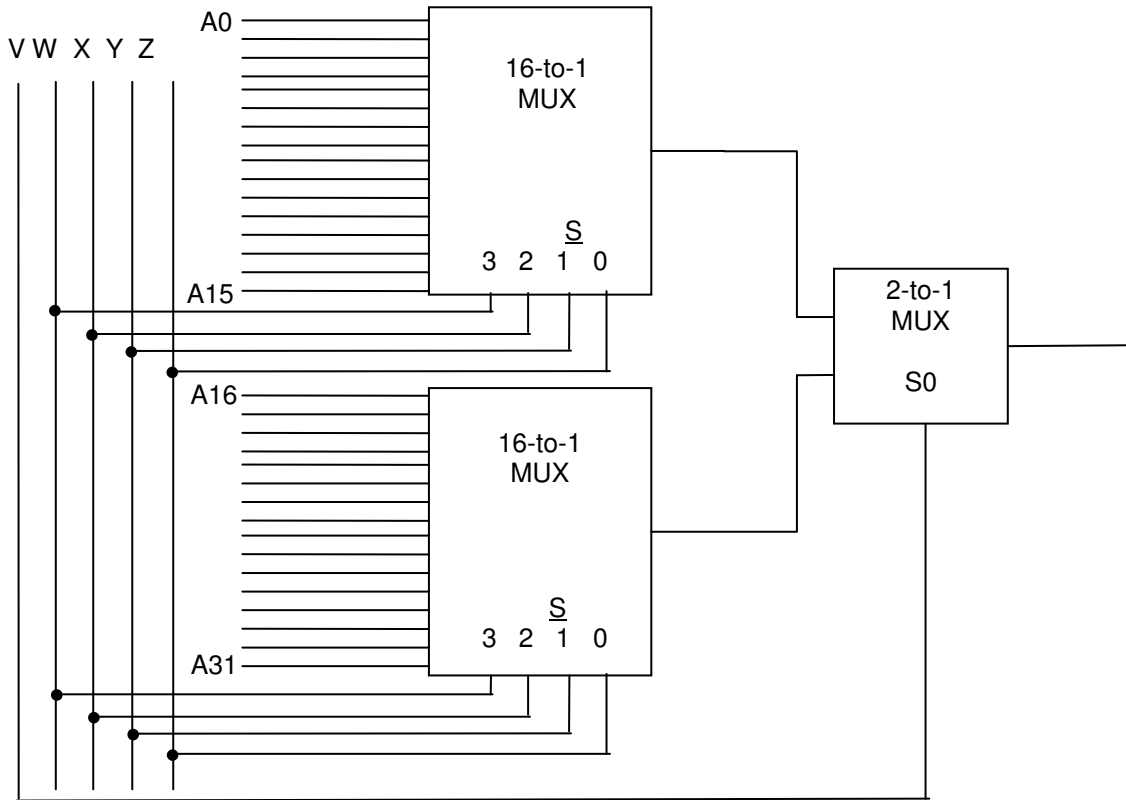 A0
V W X Y Z
16-to-1
MUX
S
3 2 1 0
A15
2-to-1
MUX
S0
A16
16-to-1
MUX
S
3 2 1 0
A31